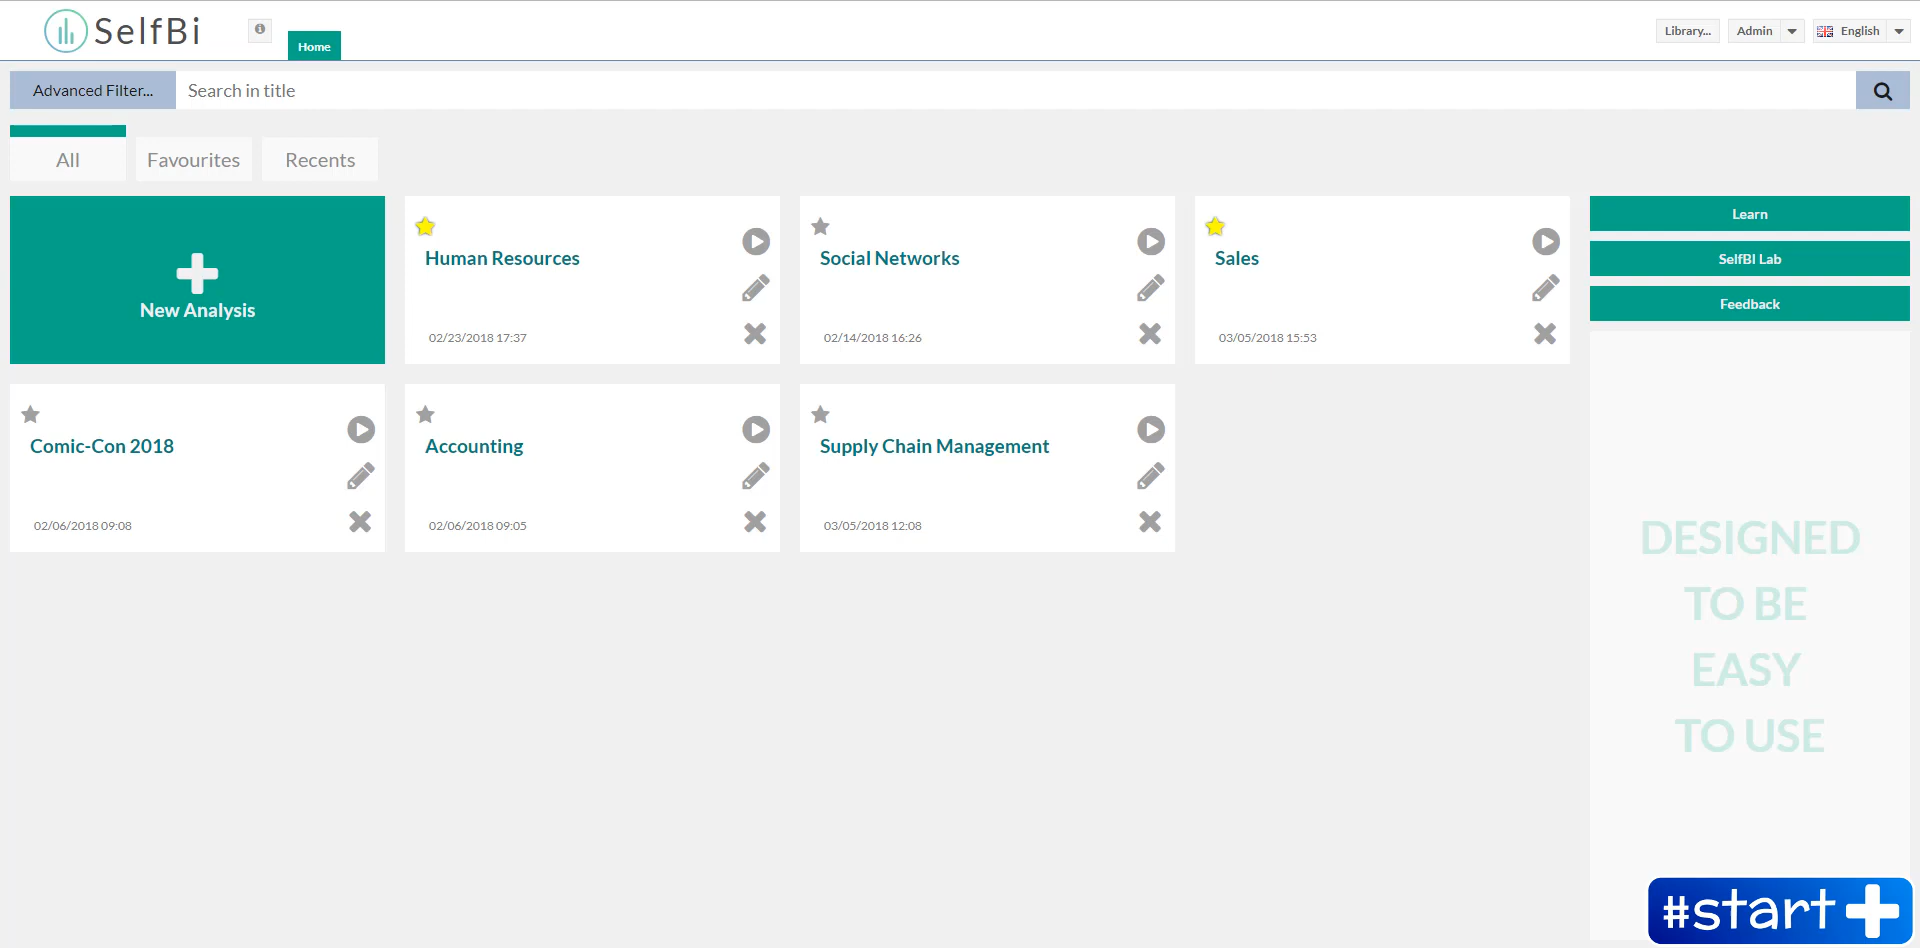 SelfBi
Home
Library...
Admin
English
Advanced Filter...
Search in title
All
Favourites
Recents
New Analysis
Human Resources
02/23/2018 17:37
Social Networks
02/14/2018 16:26
Sales
03/05/2018 15:53
Comic-Con 2018
02/06/2018 09:08
Accounting
02/06/2018 09:05
Supply Chain Management
03/05/2018 12:08
Learn
SelfBI Lab
Feedback
DESIGNED
TO BE
EASY
TO USE
#start+